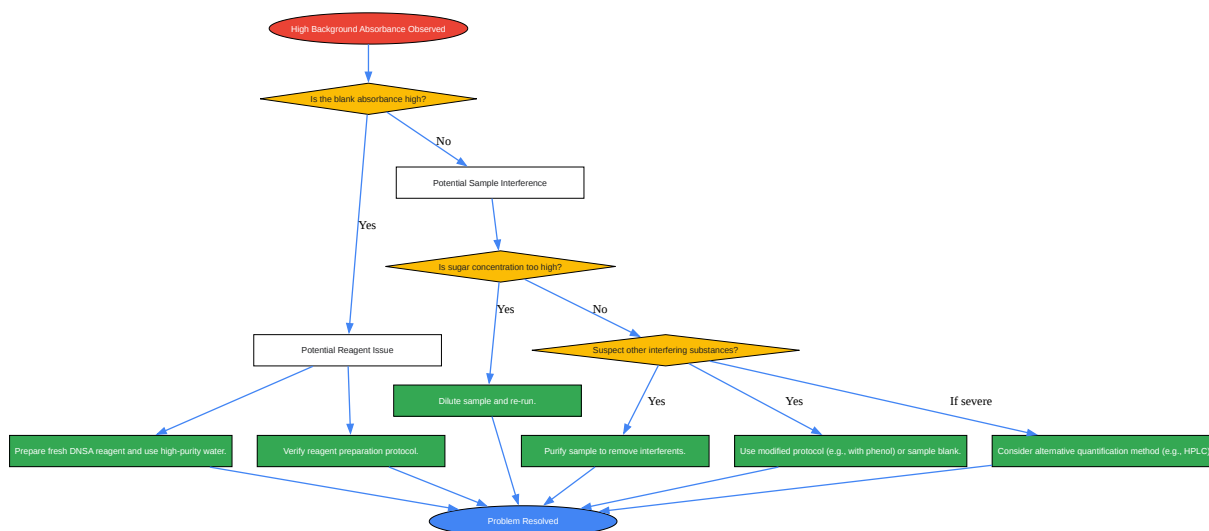 High Background Absorbance Observed
Is the blank absorbance high?
No
Potential Sample Interference
Yes
Is sugar concentration too high?
Yes
No
Potential Reagent Issue
Suspect other interfering substances?
Dilute sample and re-run.
Yes
Yes
If severe
Prepare fresh DNSA reagent and use high-purity water.
Verify reagent preparation protocol.
Purify sample to remove interferents.
Use modified protocol (e.g., with phenol) or sample blank.
Consider alternative quantification method (e.g., HPLC)
Problem Resolved